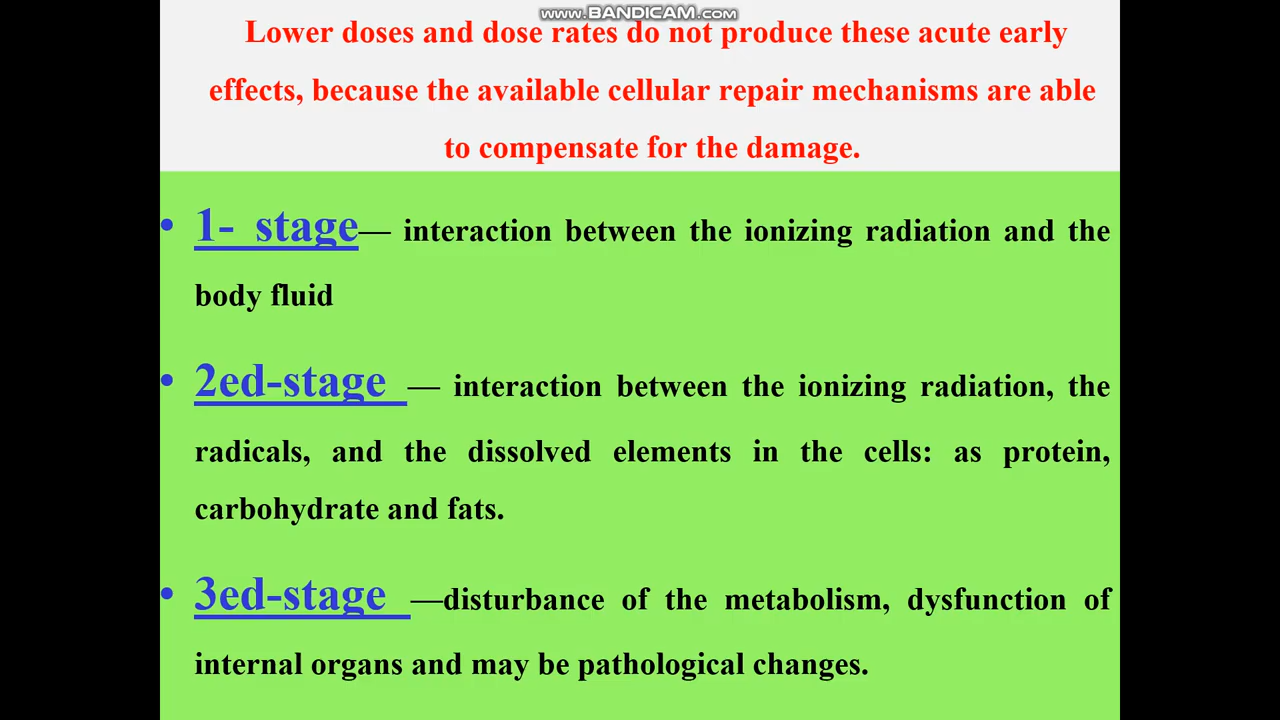 www.BANDICAM.com
Lower doses and dose rates do not produce these acute early
effects, because the available cellular repair mechanisms are able
to compensate for the damage.
• 1- stage— interaction between the ionizing radiation and the
body fluid
• 2ed-stage — interaction between the ionizing radiation, the
radicals, and the dissolved elements in the cells: as protein,
carbohydrate and fats.
• 3ed-stage —disturbance of the metabolism, dysfunction of
internal organs and may be pathological changes.